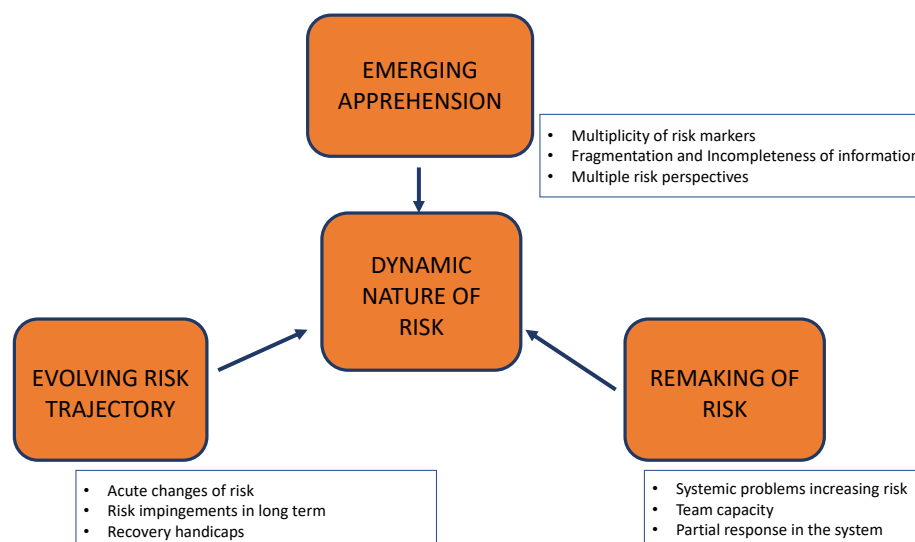 EMERGING
APPREHENSION
• Multiplicity of risk markers
• Fragmentation and Incompleteness of information
• Multiple risk perspectives
DYNAMIC
NATURE OF
RISK
EVOLVING RISK
TRAJECTORY
REMAKING OF
RISK
• Acute changes of risk
• Risk impingements in long term
• Recovery handicaps
• Systemic problems increasing risk
• Team capacity
• Partial response in the system